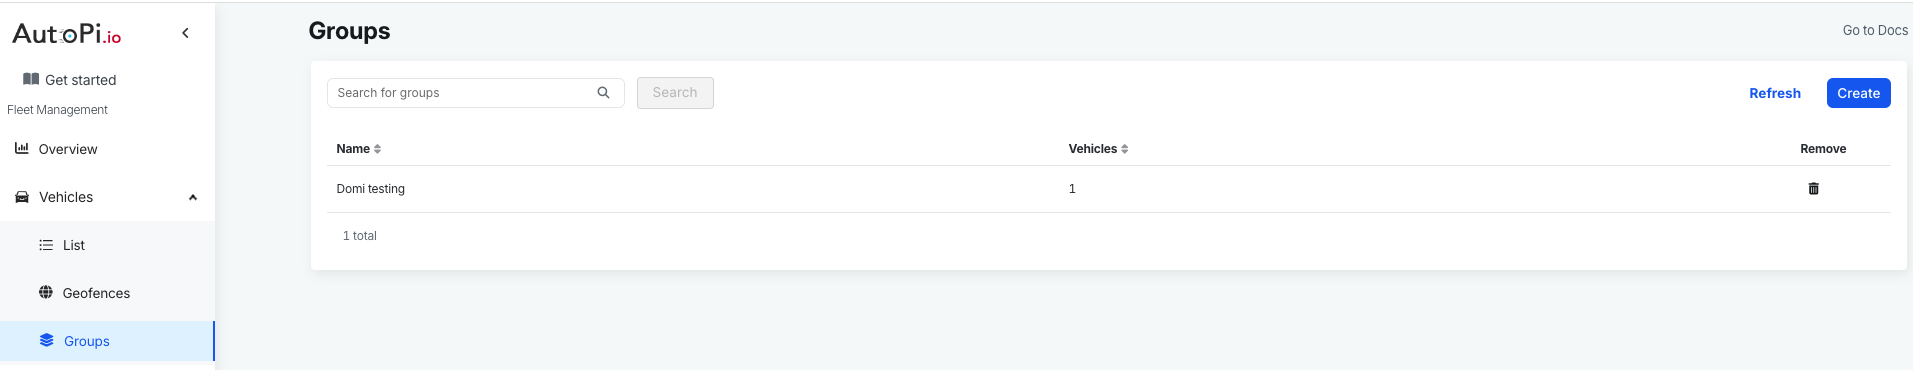 AutoPi.io
Get started
Fleet Management
Overview
Vehicles
List
Geofences
Groups
Groups
Go to Docs
Search for groups
Search
Refresh
Create
Name
Vehicles
Remove
Domi testing
1
1 total